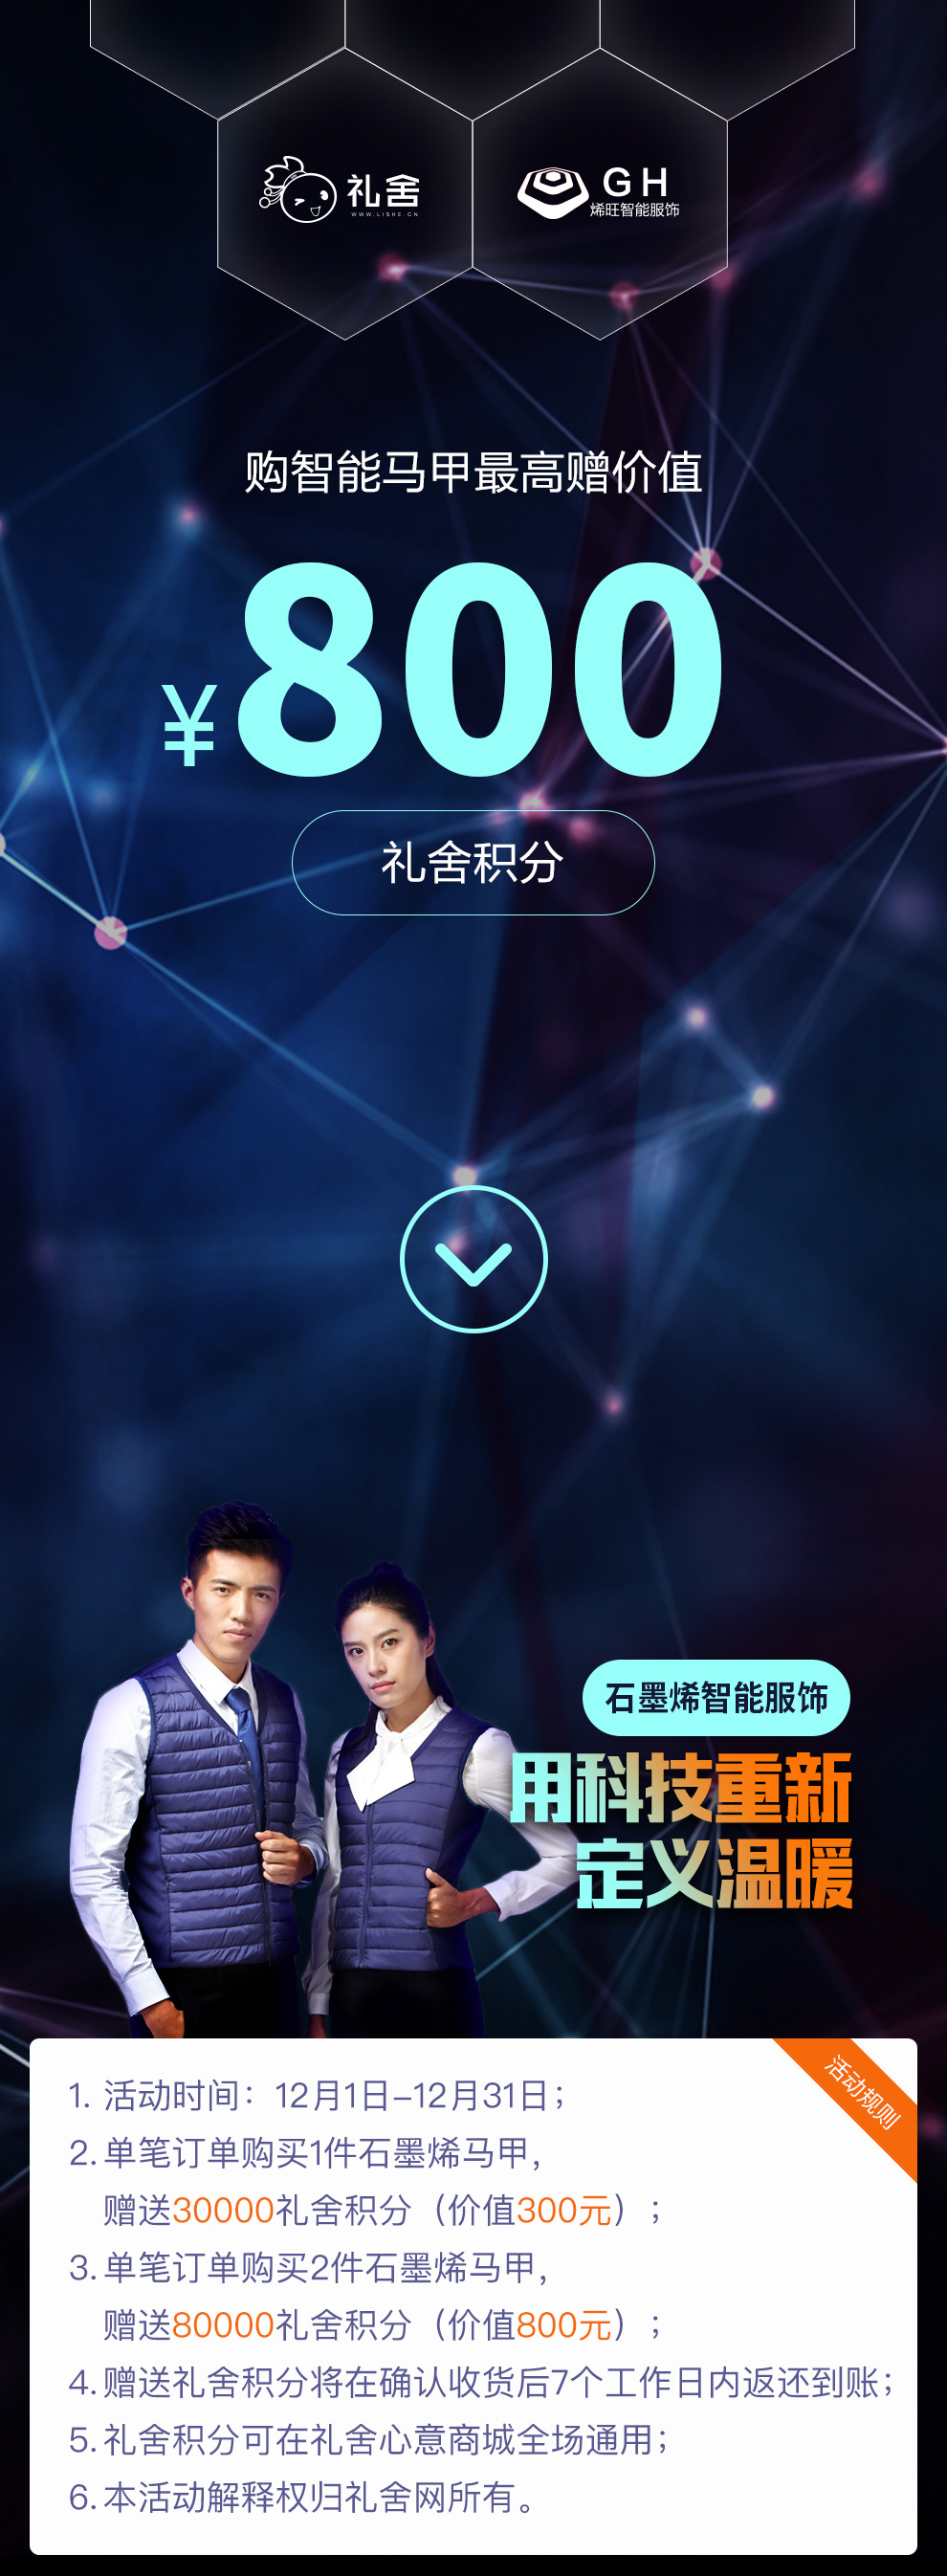 礼舍
WWW.LISHE.CN
GH
烯旺智能服饰
购智能马甲最高赠价值
¥800
礼舍积分
石墨烯智能服饰
用科技重新
定义温暖
活动规则
1. 活动时间：12月1日-12月31日；
2. 单笔订单购买1件石墨烯马甲，
赠送30000礼舍积分（价值300元）；
3. 单笔订单购买2件石墨烯马甲，
赠送80000礼舍积分（价值800元）；
4. 赠送礼舍积分将在确认收货后7个工作日内返还到账；
5. 礼舍积分可在礼舍心意商城全场通用；
6. 本活动解释权归礼舍网所有。